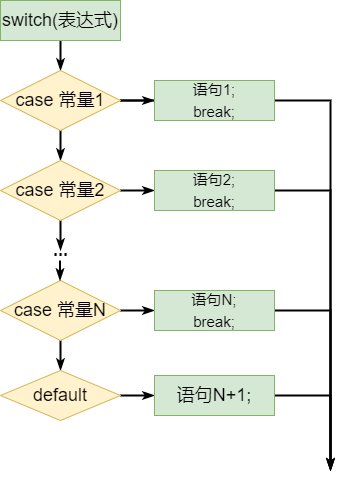 switch(表达式)
case 常量1
语句1;
break;
case 常量2
语句2;
break;
...
case 常量N
语句N;
break;
default
语句N+1;